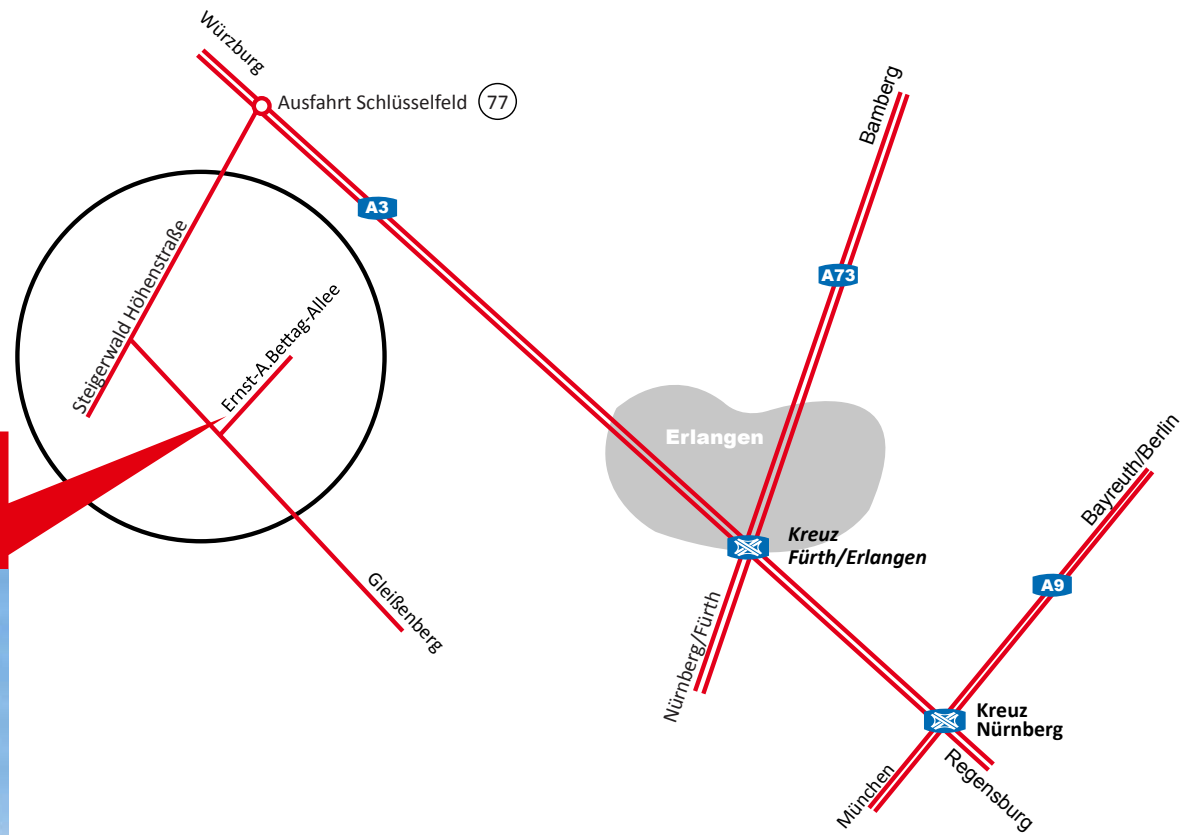 Würzburg
Ausfahrt Schlüsselfeld 77
Bamberg
A3
A73
Steigerwald Höhenstraße
Ernst-A.Bettag-Allee
Erlangen
Bayreuth/Berlin
Kreuz
Fürth/Erlangen
A9
Gleißenberg
Nürnberg/Fürth
Kreuz
Nürnberg
München
Regensburg